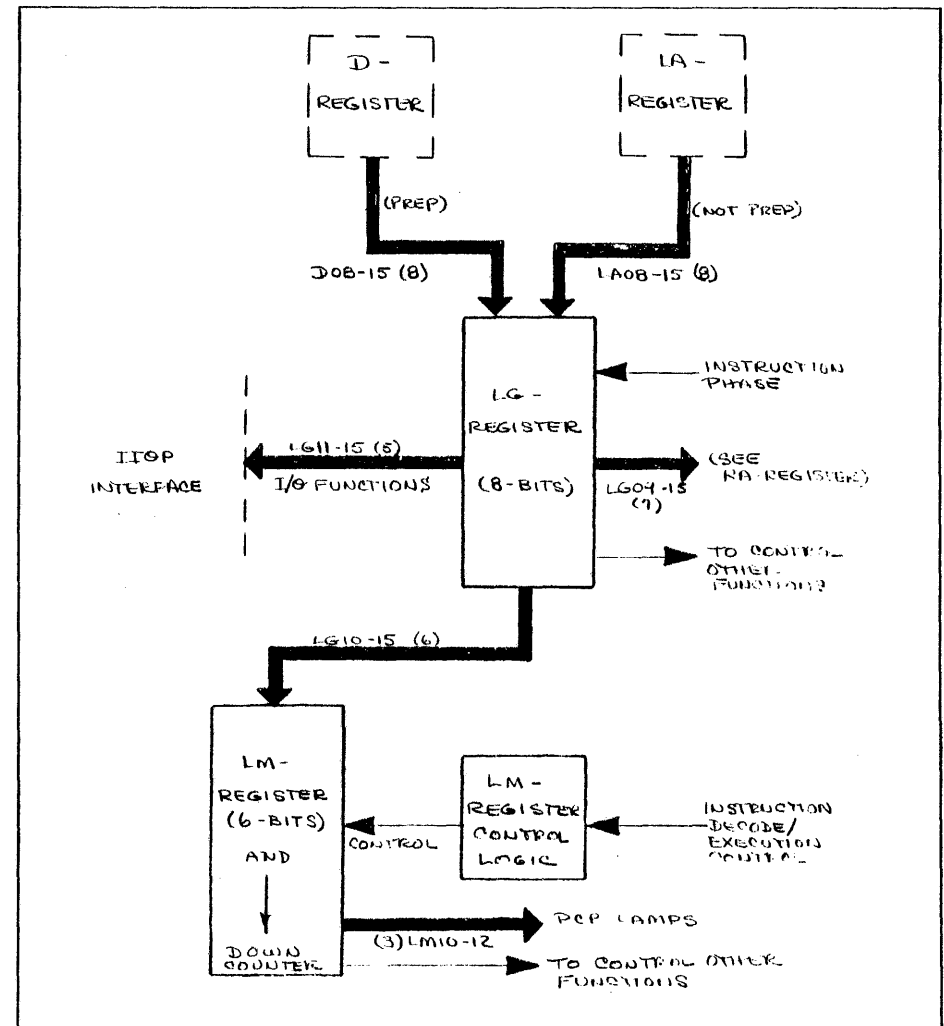 D -
REGISTER
LA -
REGISTER
(PREP)
(NOT PREP)
D08-15 (8)
LA08-15 (8)
LG -
REGISTER
(8-BITS)
INSTRUCTION
PHASE
IIOP
INTERFACE
LG11-15 (5)
I/O FUNCTIONS
(SEE
RA-REGISTER)
LG09-15
(7)
TO CONTROL
OTHER
FUNCTIONS
LG10-15 (6)
LM-
REGISTER
(6-BITS)
AND
DOWN
COUNTER
CONTROL
LM-
REGISTER
CONTROL
LOGIC
INSTRUCTION
DECODE/
EXECUTION
CONTROL
(3)LM10-12
PCP LAMPS
TO CONTROL OTHER
FUNCTIONS